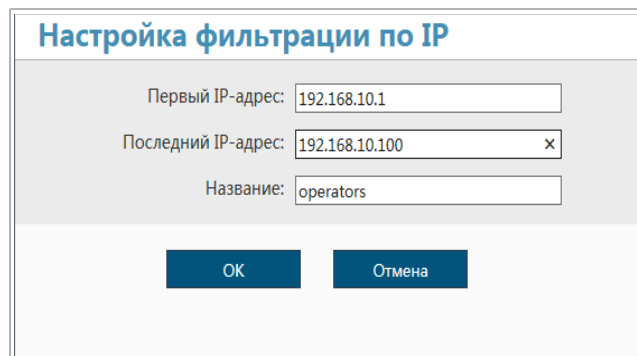 Настройка фильтрации по IP
Первый IP-адрес: 192.168.10.1
Последний IP-адрес: 192.168.10.100 ×
Название: operators
OK Отмена